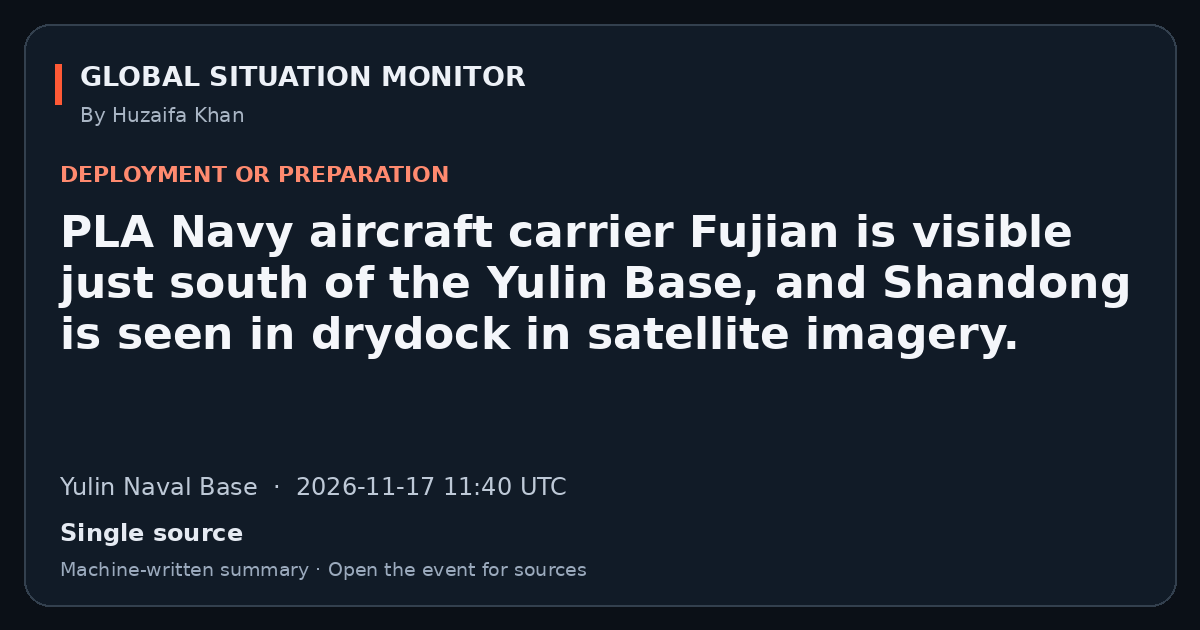 GLOBAL SITUATION MONITOR
By Huzaifa Khan
DEPLOYMENT OR PREPARATION
PLA Navy aircraft carrier Fujian is visible
just south of the Yulin Base, and Shandong
is seen in drydock in satellite imagery.
Yulin Naval Base · 2026-11-17 11:40 UTC
Single source
Machine-written summary · Open the event for sources